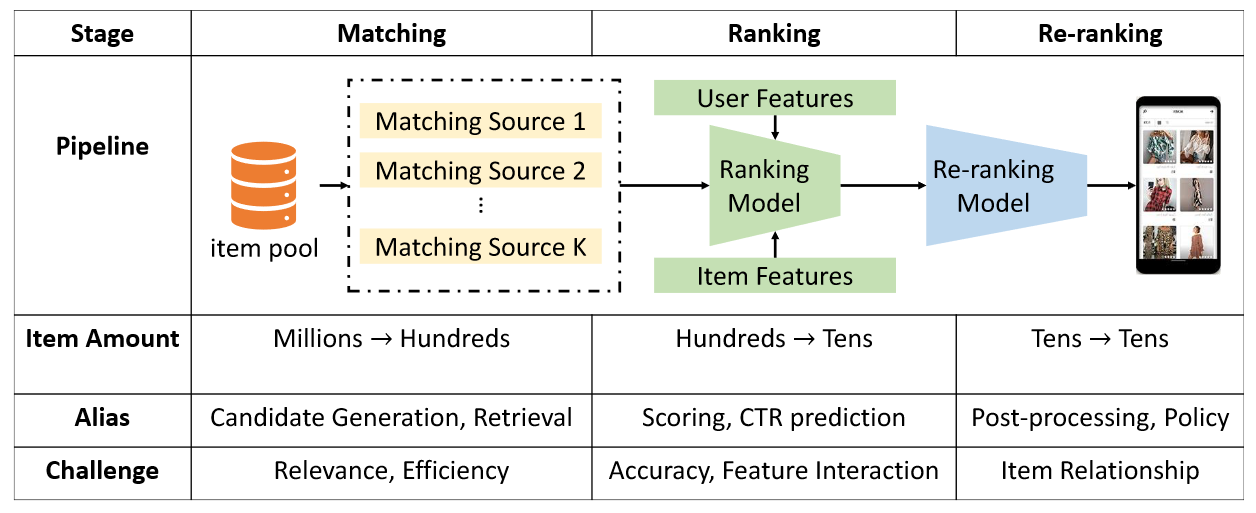 Stage
Matching
Ranking
Re-ranking
Pipeline
item pool
Matching Source 1
Matching Source 2
⋮
Matching Source K
User Features
Ranking
Model
Item Features
Re-ranking
Model
Item Amount
Millions → Hundreds
Hundreds → Tens
Tens → Tens
Alias
Candidate Generation, Retrieval
Scoring, CTR prediction
Post-processing, Policy
Challenge
Relevance, Efficiency
Accuracy, Feature Interaction
Item Relationship